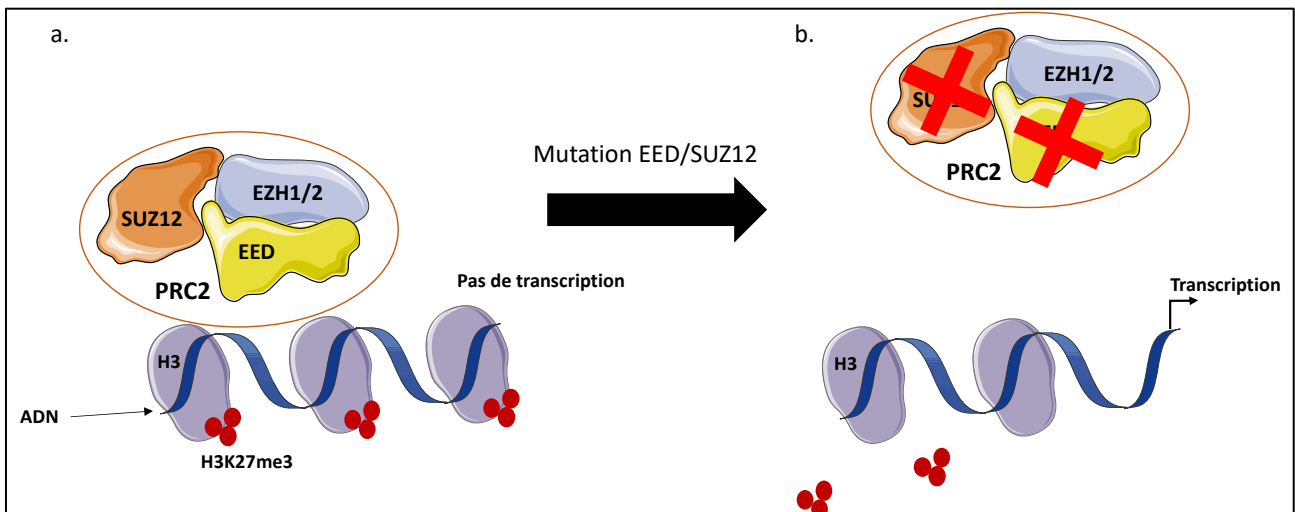 a.
SUZ12
EZH1/2
EED
PRC2
Pas de transcription
H3
ADN
H3K27me3
Mutation EED/SUZ12
b.
EZH1/2
PRC2
Transcription
H3